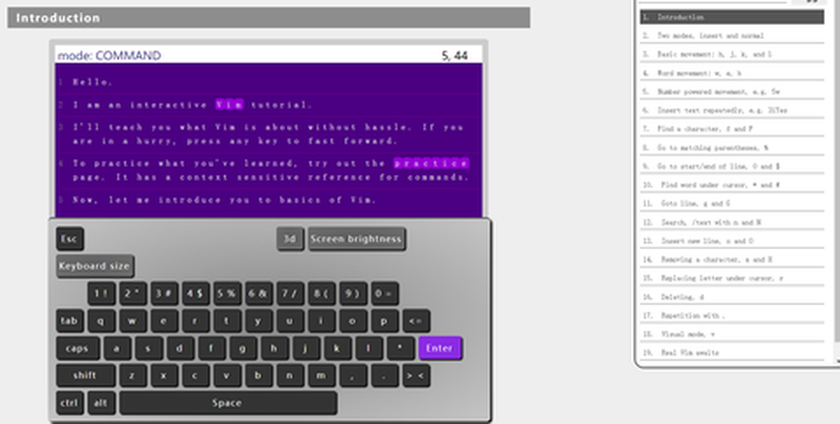 Introduction
mode: COMMAND 5, 44
1 Hello.
2 I am an interactive Vim tutorial.
3 I'll teach you what Vim is about without hassle. If you
are in a hurry, press any key to fast forward.
4 To practice what you've learned, try out the practice
page. It has a context sensitive reference for commands.
5 Now, let me introduce you to basics of Vim.
Esc 3d Screen brightness
Keyboard size
1 ! 2 " 3 # 4 $ 5 % 6 & 7 / 8 ( 9 ) 0 =
tab q w e r t y u i o p <=
caps a s d f g h j k l * Enter
shift z x c v b n m , . > <
ctrl alt Space
1. Introduction
2. Two modes, insert and normal
3. Basic movement: h, j, k, and l
4. Word movement: w, e, b
5. Number powered movement, e.g. 5w
6. Insert text repeatedly, e.g. 3iYes
7. Find a character, f and F
8. Go to matching parentheses, %
9. Go to start/end of line, 0 and $
10. Find word under cursor, * and #
11. Goto line, g and G
12. Search, /text with n and N
13. Insert new line, o and O
14. Removing a character, x and X
15. Replacing letter under cursor, r
16. Deleting, d
17. Repetition with .
18. Visual mode, v
19. Real Vim awaits